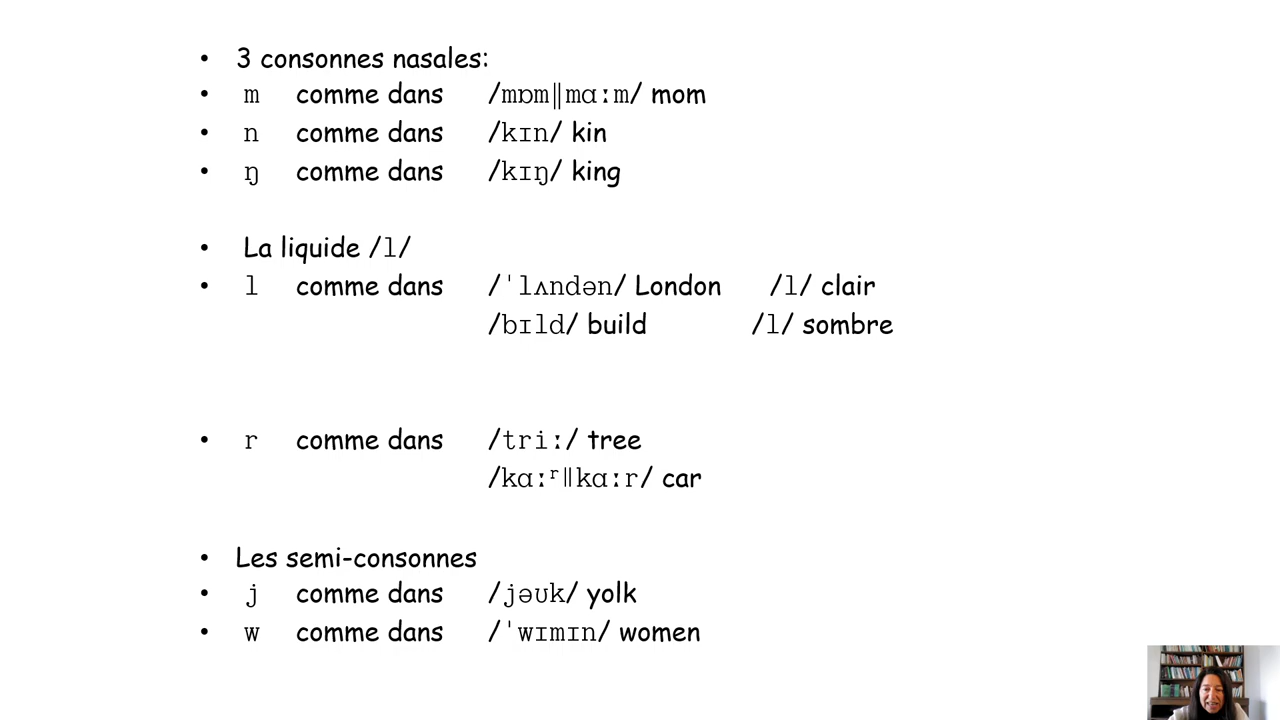 • 3 consonnes nasales:
• m comme dans /mɒm‖mɑːm/ mom
• n comme dans /kɪn/ kin
• ŋ comme dans /kɪŋ/ king
• La liquide /l/
• l comme dans /ˈlʌndən/ London /l/ clair
/bɪld/ build /l/ sombre
• r comme dans /triː/ tree
/kɑːʳ‖kɑːr/ car
• Les semi-consonnes
• j comme dans /jəʊk/ yolk
• w comme dans /ˈwɪmɪn/ women